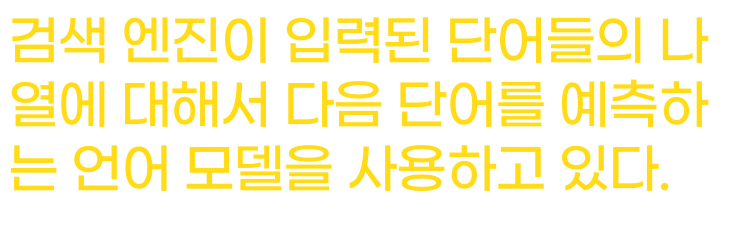 검색 엔진이 입력된 단어들의 나
열에 대해서 다음 단어를 예측하
는 언어 모델을 사용하고 있다.